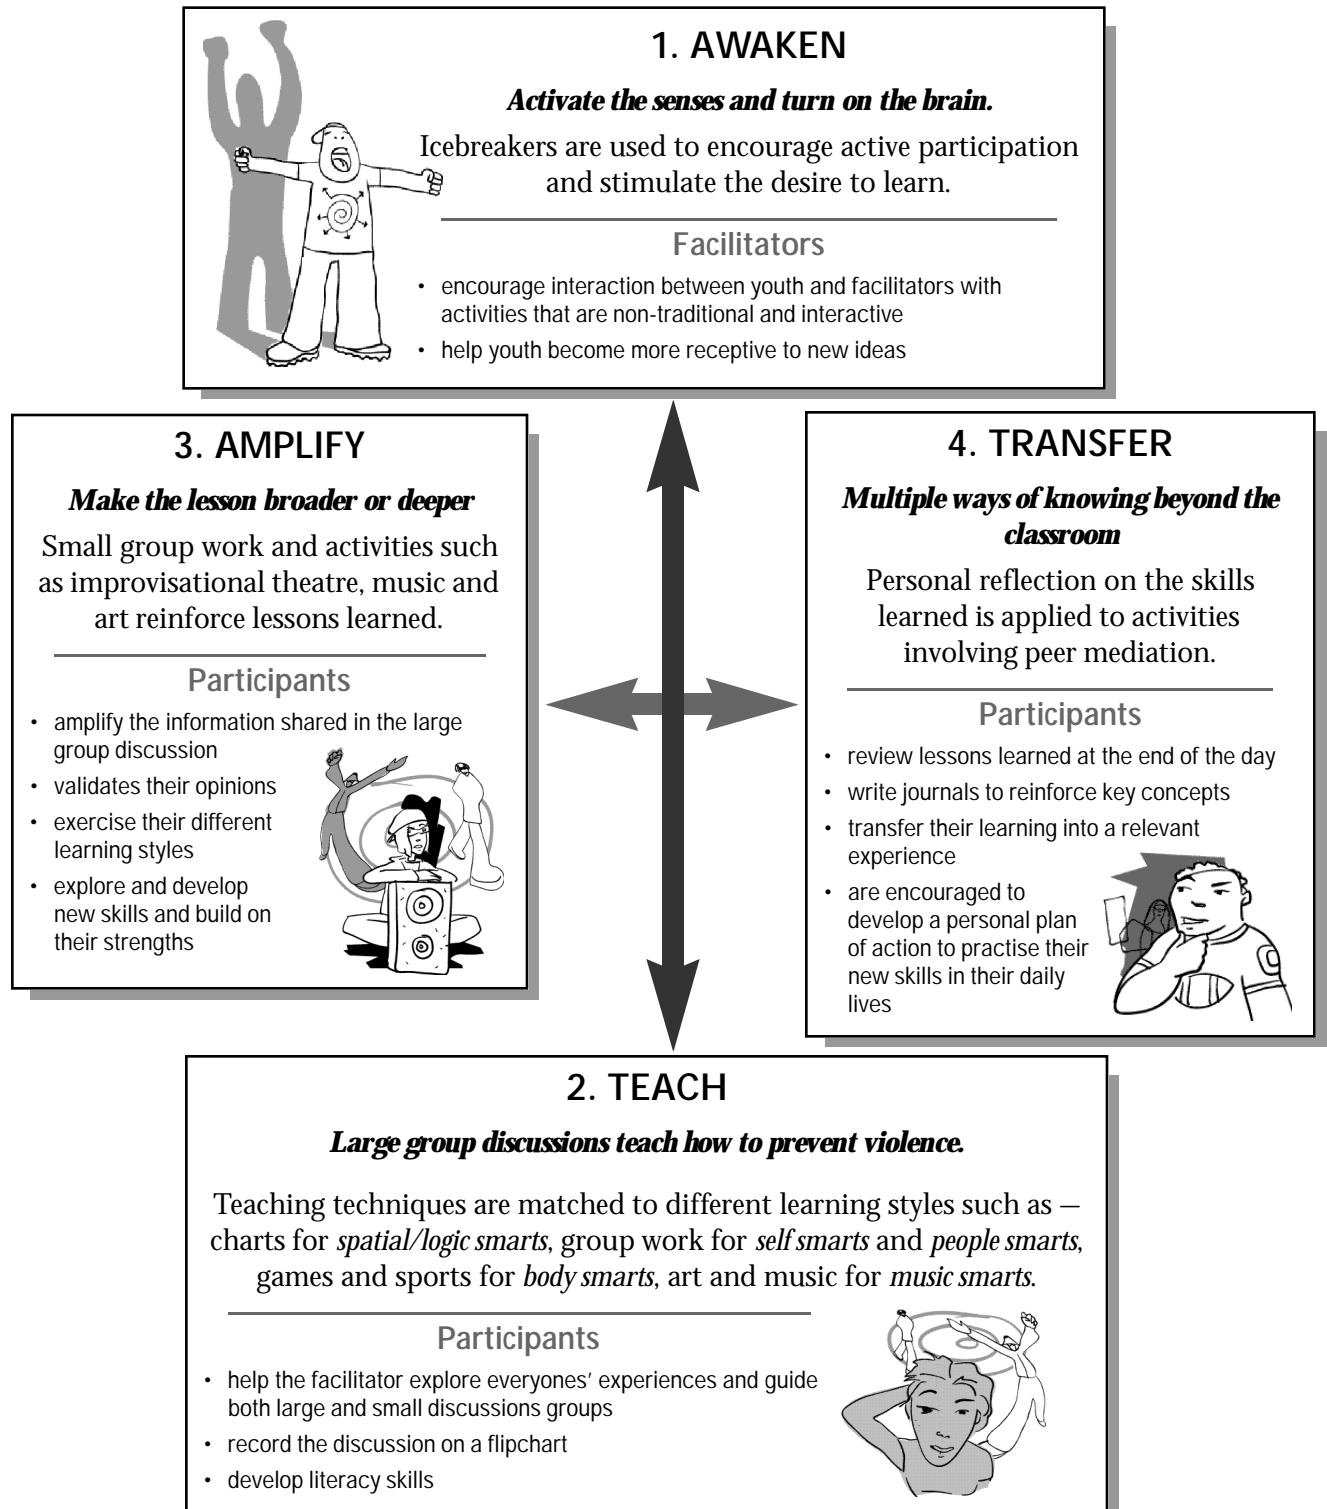 1. AWAKEN
Activate the senses and turn on the brain.
Icebreakers are used to encourage active participation
and stimulate the desire to learn.
Facilitators
• encourage interaction between youth and facilitators with
activities that are non-traditional and interactive
• help youth become more receptive to new ideas
3. AMPLIFY
Make the lesson broader or deeper
Small group work and activities such
as improvisational theatre, music and
art reinforce lessons learned.
Participants
• amplify the information shared in the large
group discussion
• validates their opinions
• exercise their different
learning styles
• explore and develop
new skills and build on
their strengths
4. TRANSFER
Multiple ways of knowing beyond the
classroom
Personal reflection on the skills
learned is applied to activities
involving peer mediation.
Participants
• review lessons learned at the end of the day
• write journals to reinforce key concepts
• transfer their learning into a relevant
experience
• are encouraged to
develop a personal plan
of action to practise their
new skills in their daily
lives
2. TEACH
Large group discussions teach how to prevent violence.
Teaching techniques are matched to different learning styles such as —
charts for spatial/logic smarts, group work for self smarts and people smarts,
games and sports for body smarts, art and music for music smarts.
Participants
• help the facilitator explore everyones' experiences and guide
both large and small discussions groups
• record the discussion on a flipchart
• develop literacy skills